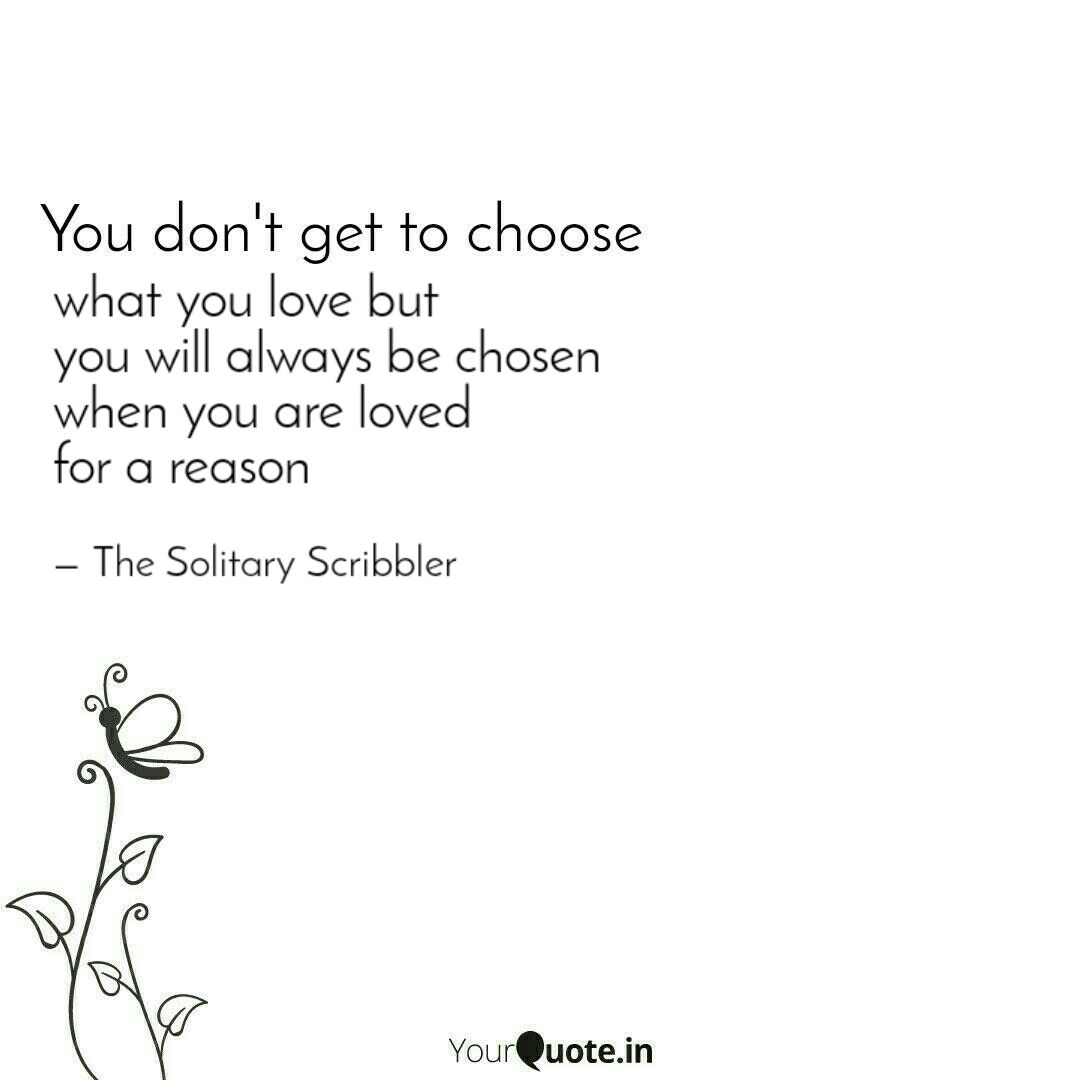 You don't get to choose
what you love but
you will always be chosen
when you are loved
for a reason
– The Solitary Scribbler
YourQuote.in